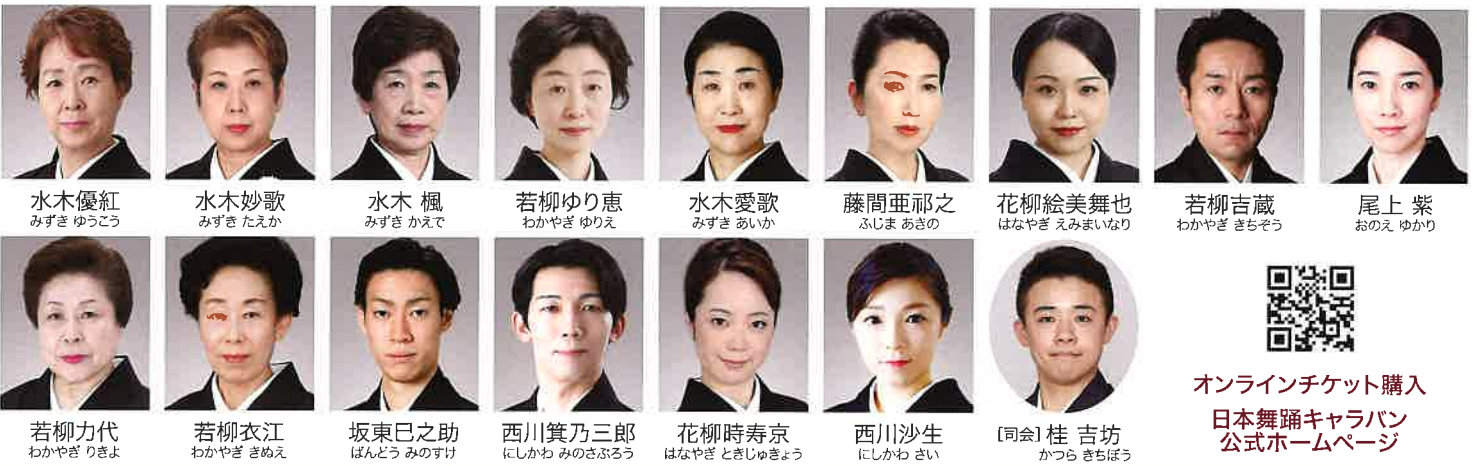 水木優紅
みずき ゆうこう
水木妙歌
みずき たえか
水木 楓
みずき かえで
若柳ゆり恵
わかやぎ ゆりえ
水木愛歌
みずき あいか
藤間亜祁之
ふじま あきの
花柳絵美舞也
はなやぎ えみまいなり
若柳吉蔵
わかやぎ きちぞう
尾上 紫
おのえ ゆかり
若柳力代
わかやぎ りきよ
若柳衣江
わかやぎ きぬえ
坂東巳之助
ばんどう みのすけ
西川箕乃三郎
にしかわ みのさぶろう
花柳時寿京
はなやぎ ときじゅきょう
西川沙生
にしかわ さい
[司会] 桂 吉坊
かつら きちぼう
オンラインチケット購入
日本舞踊キャラバン
公式ホームページ